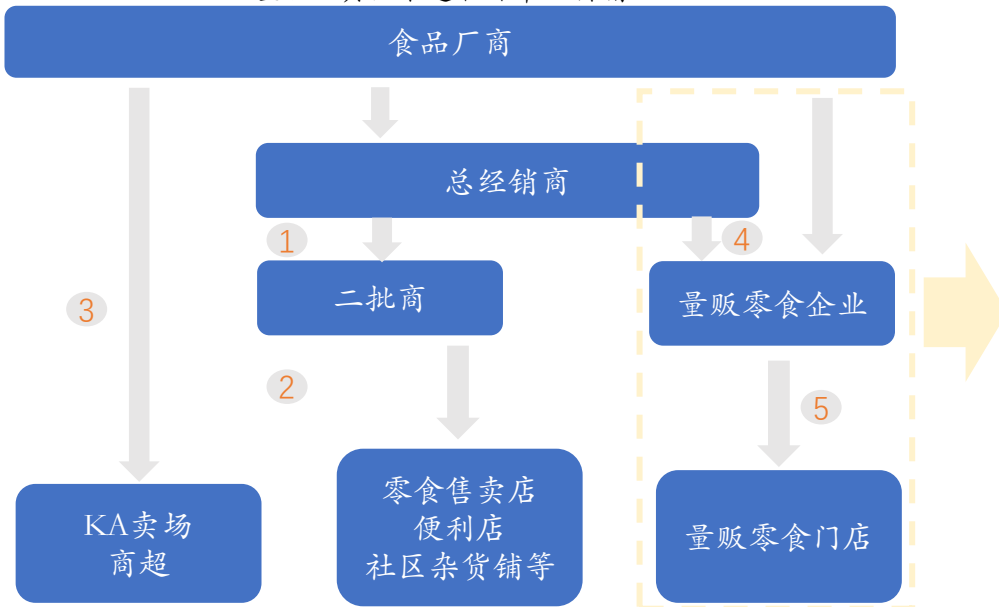 食品厂商
总经销商
①
④
二批商
量贩零食企业
③
②
⑤
零食售卖店
便利店
社区杂货铺等
KA卖场
商超
量贩零食门店